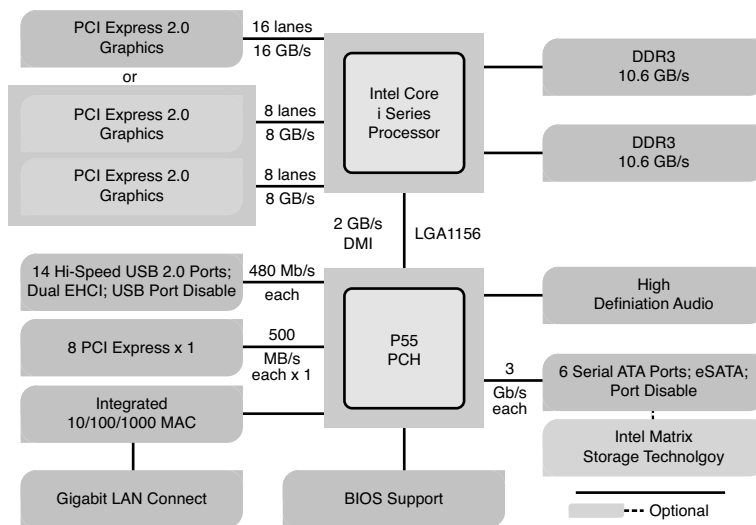 PCI Express 2.0
Graphics
16 lanes
16 GB/s
or
PCI Express 2.0
Graphics
8 lanes
8 GB/s
PCI Express 2.0
Graphics
8 lanes
8 GB/s
Intel Core
i Series
Processor
DDR3
10.6 GB/s
DDR3
10.6 GB/s
2 GB/s
DMI
LGA1156
14 Hi-Speed USB 2.0 Ports;
Dual EHCI; USB Port Disable
480 Mb/s
each
8 PCI Express x 1
500
MB/s
each x 1
Integrated
10/100/1000 MAC
Gigabit LAN Connect
P55
PCH
BIOS Support
High
Definiation Audio
3
Gb/s
each
6 Serial ATA Ports; eSATA;
Port Disable
Intel Matrix
Storage Technolgoy
Optional